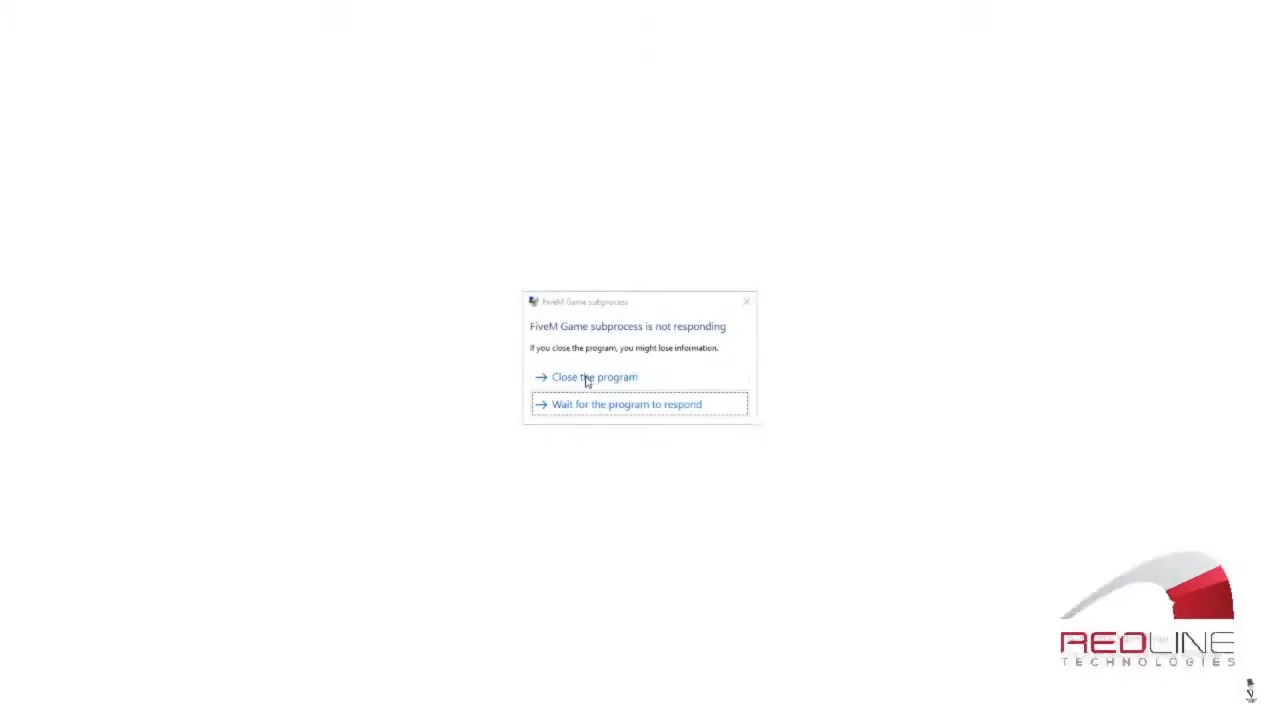 FiveM Game subprocess
FiveM Game subprocess is not responding
If you close the program, you might lose information.
Close the program
Wait for the program to respond
REDLINE
TECHNOLOGIES